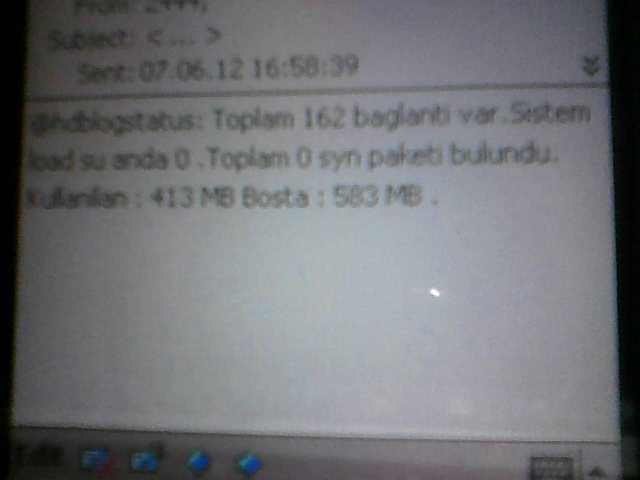 From: 2444,
Subject: < ... >
Sent: 07.06.12 16:58:39
@hdblogstatus: Toplam 162 baglanti var .Sistem
load su anda 0 .Toplam 0 syn paketi bulundu.
Kullanilan : 413 MB Bosta : 583 MB .
Edit